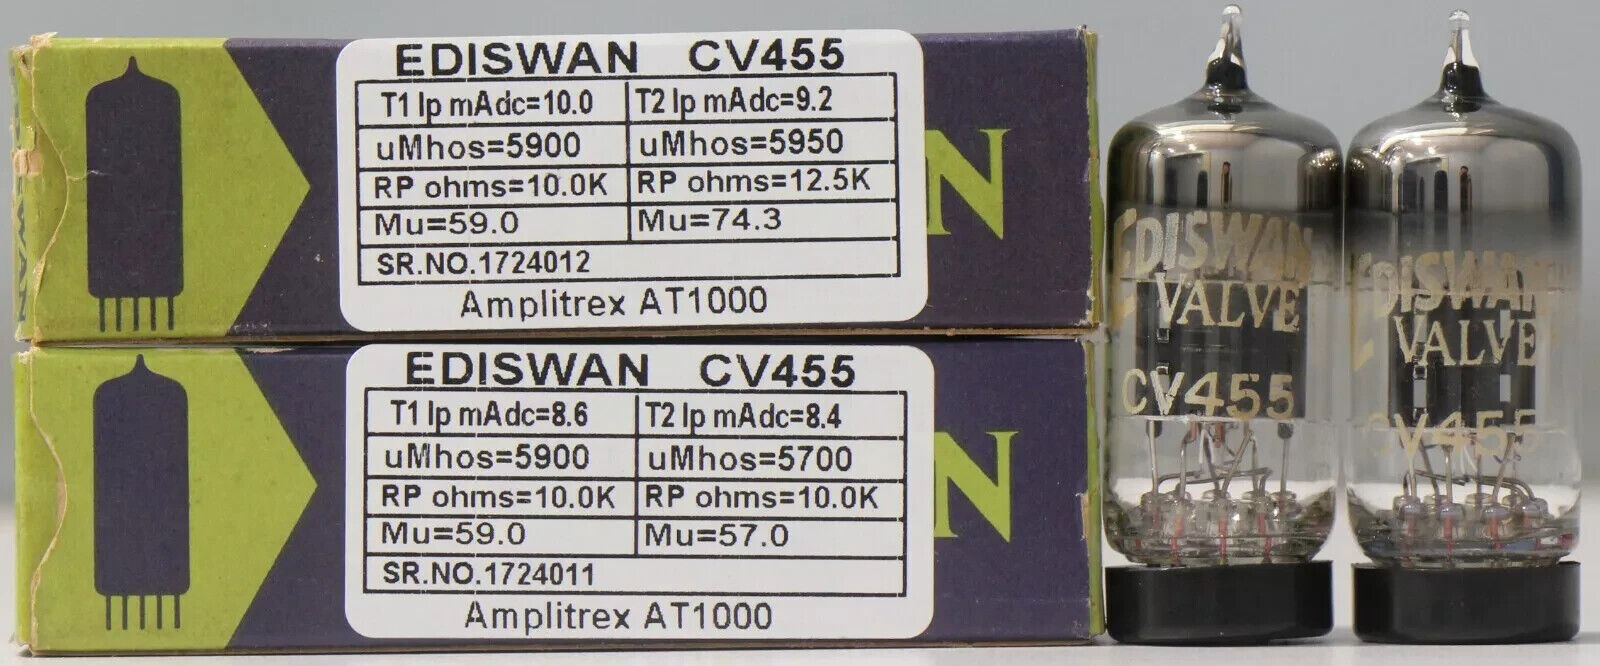 EDISWAN CV455
T1 Ip mAdc=10.0 T2 Ip mAdc=9.2
uMhos=5900 uMhos=5950
RP ohms=10.0K RP ohms=12.5K
Mu=59.0 Mu=74.3
SR.NO.1724012
Amplitrex AT1000
N
EDISWAN CV455
T1 Ip mAdc=8.6 T2 Ip mAdc=8.4
uMhos=5900 uMhos=5700
RP ohms=10.0K RP ohms=10.0K
Mu=59.0 Mu=57.0
SR.NO.1724011
Amplitrex AT1000
N
EDISWAN
VALVE
CV455
EDISWAN
VALVE
CV455